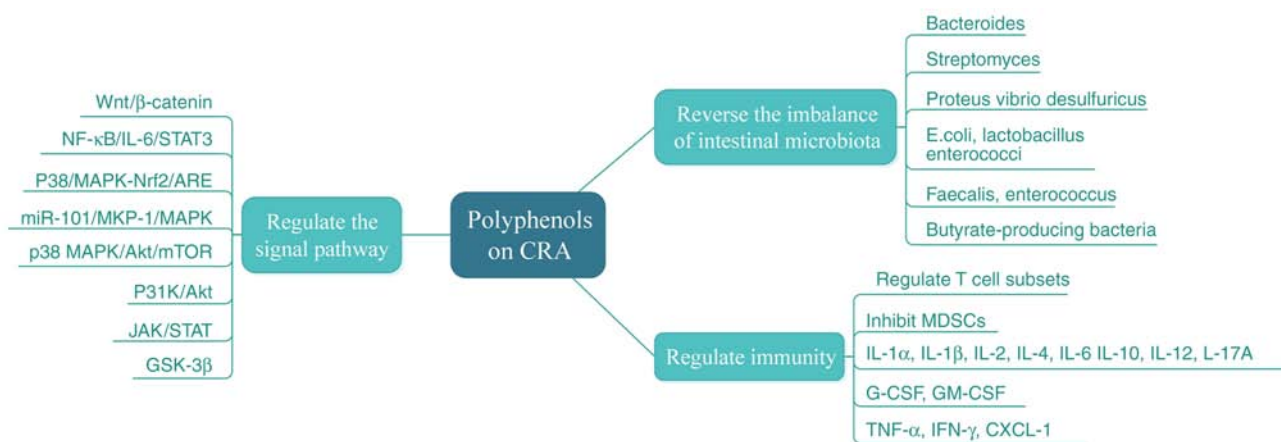 Wnt/β-catenin
NF-κB/IL-6/STAT3
P38/MAPK-Nrf2/ARE
miR-101/MKP-1/MAPK
p38 MAPK/Akt/mTOR
P31K/Akt
JAK/STAT
GSK-3β
Regulate the
signal pathway
Polyphenols
on CRA
Reverse the imbalance
of intestinal microbiota
Bacteroides
Streptomyces
Proteus vibrio desulfuricus
E.coli, lactobacillus
enterococci
Faecalis, enterococcus
Butyrate-producing bacteria
Regulate immunity
Regulate T cell subsets
Inhibit MDSCs
IL-1α, IL-1β, IL-2, IL-4, IL-6 IL-10, IL-12, L-17A
G-CSF, GM-CSF
TNF-α, IFN-γ, CXCL-1